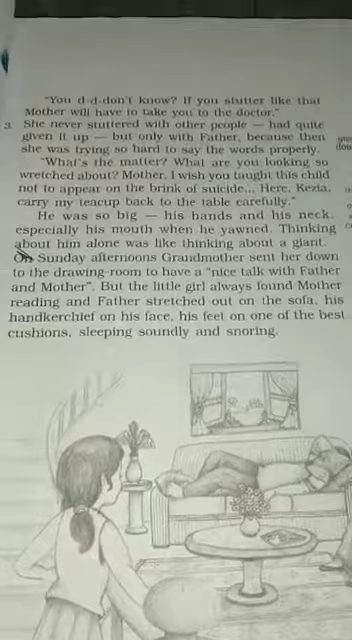 "You d-d-don't know? If you stutter like that
Mother will have to take you to the doctor."
3. She never stuttered with other people — had quite
given it up — but only with Father, because then
she was trying so hard to say the words properly.
"What's the matter? What are you looking so
wretched about? Mother, I wish you taught this child
not to appear on the brink of suicide... Here, Kezia,
carry my teacup back to the table carefully."
He was so big — his hands and his neck,
especially his mouth when he yawned. Thinking
about him alone was like thinking about a giant.
On Sunday afternoons Grandmother sent her down
to the drawing-room to have a "nice talk with Father
and Mother". But the little girl always found Mother
reading and Father stretched out on the sofa, his
handkerchief on his face, his feet on one of the best
cushions, sleeping soundly and snoring.